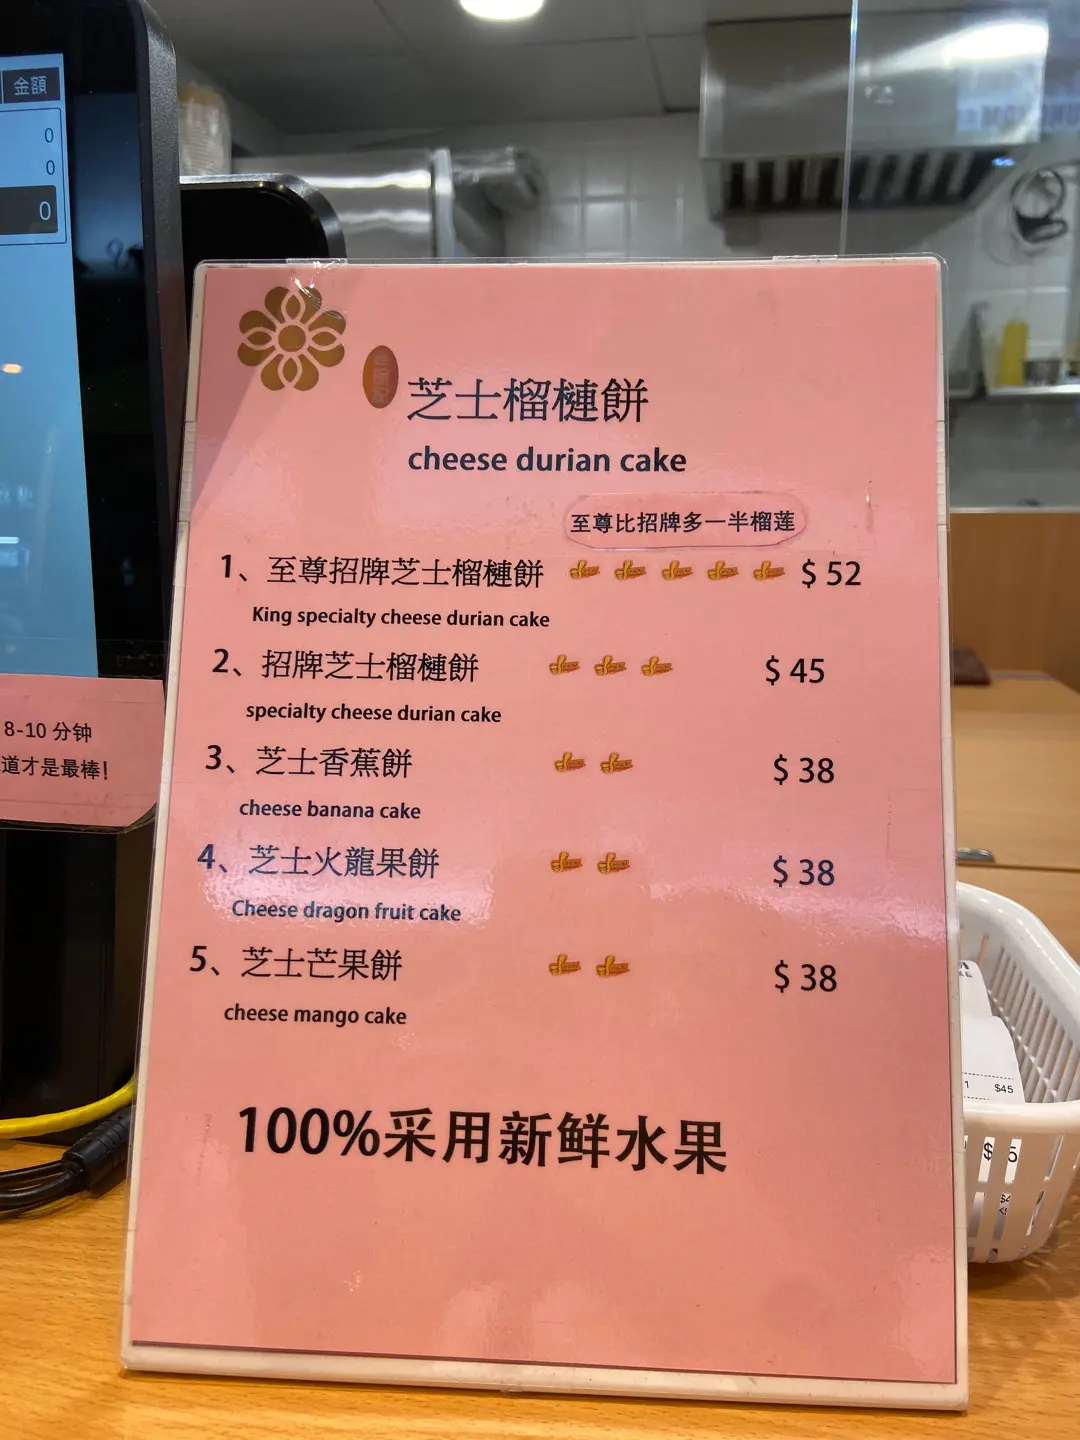 金額
0
0
0
8-10 分钟
道才是最棒！
芝士榴槤餅
cheese durian cake
至尊比招牌多一半榴莲
1、至尊招牌芝士榴槤餅 $ 52
King specialty cheese durian cake
2、招牌芝士榴槤餅 $ 45
specialty cheese durian cake
3、芝士香蕉餅 $ 38
cheese banana cake
4、芝士火龍果餅 $ 38
Cheese dragon fruit cake
5、芝士芒果餅 $ 38
cheese mango cake
100%采用新鲜水果
1 $45